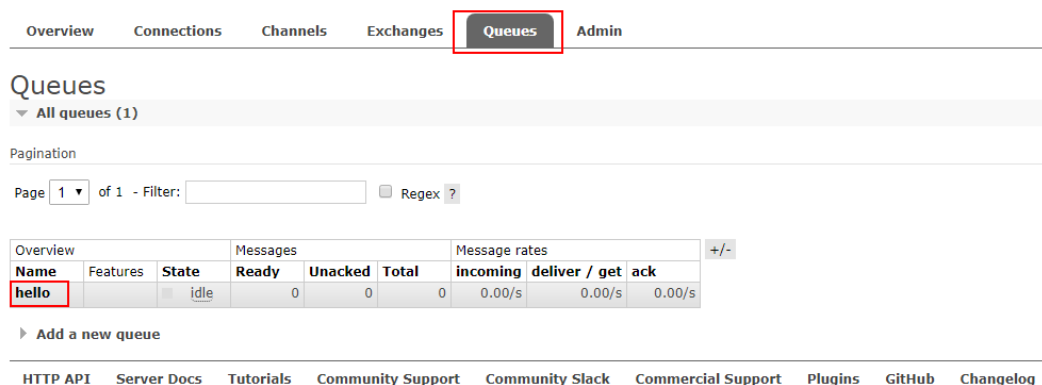 Overview Connections Channels Exchanges Queues Admin
Queues
All queues (1)
Pagination
Page 1 of 1 - Filter: Regex ?
Overview Messages Message rates +/-
Name Features State Ready Unacked Total incoming deliver / get ack
hello idle 0 0 0 0.00/s 0.00/s 0.00/s
Add a new queue
HTTP API Server Docs Tutorials Community Support Community Slack Commercial Support Plugins GitHub Changelog